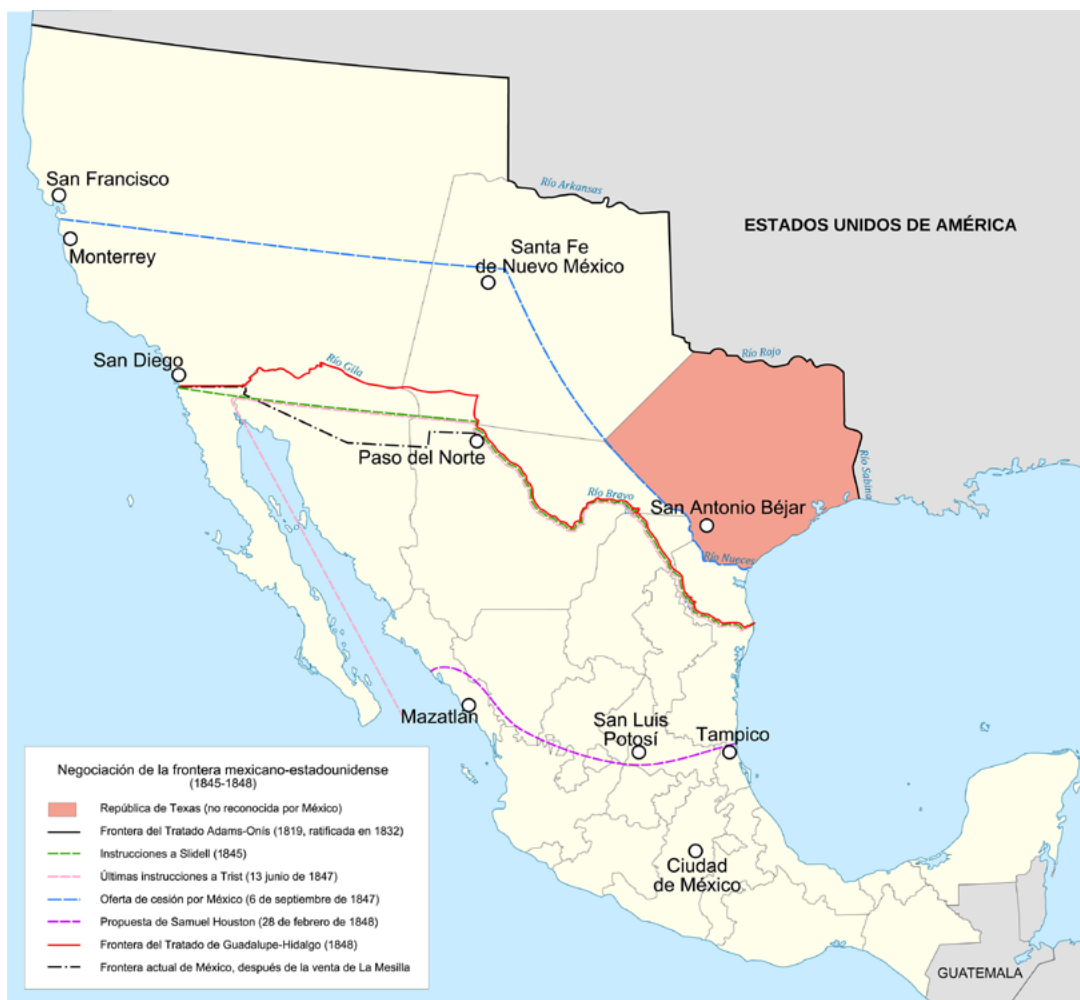 Río Arkansas
San Francisco
ESTADOS UNIDOS DE AMÉRICA
Santa Fe
de Nuevo México
Monterrey
San Diego
Río Gila
Río Rojo
Paso del Norte
Río Sabina
Río Bravo
San Antonio Béjar
Río Nueces
Mazatlán
San Luis
Potosí
Tampico
Ciudad
de México
GUATEMALA
Negociación de la frontera mexicano-estadounidense
(1845-1848)
República de Texas (no reconocida por México)
Frontera del Tratado Adams-Onís (1819, ratificada en 1832)
Instrucciones a Slidell (1845)
Últimas instrucciones a Trist (13 junio de 1847)
Oferta de cesión por México (6 de septiembre de 1847)
Propuesta de Samuel Houston (28 de febrero de 1848)
Frontera del Tratado de Guadalupe-Hidalgo (1848)
Frontera actual de México, después de la venta de La Mesilla